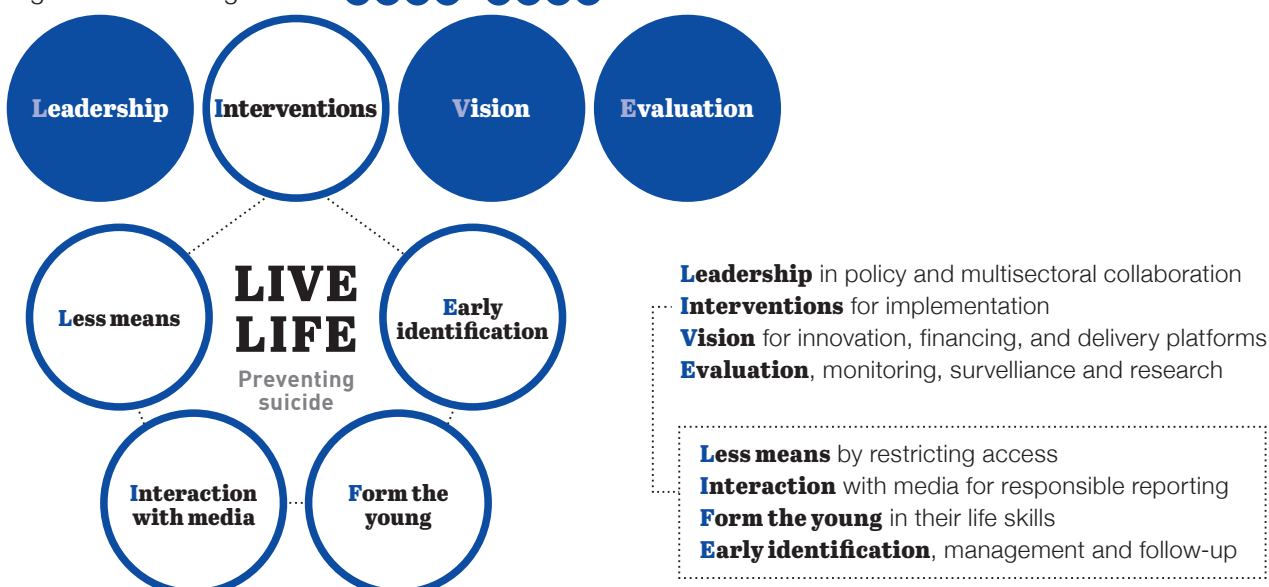 Leadership
Interventions
Vision
Evaluation
Less means
LIVE
LIFE
Preventing
suicide
Early
identification
Interaction
with media
Form the
young
Leadership in policy and multisectoral collaboration
Interventions for implementation
Vision for innovation, financing, and delivery platforms
Evaluation, monitoring, survelliance and research
Less means by restricting access
Interaction with media for responsible reporting
Form the young in their life skills
Early identification, management and follow-up